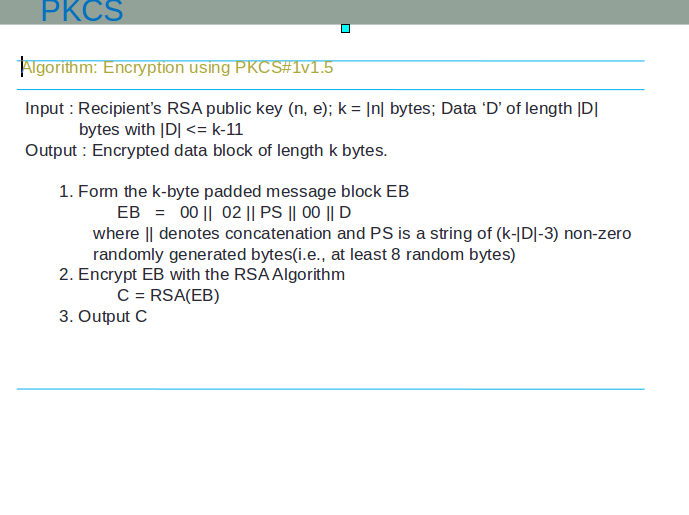 PKCS
Algorithm: Encryption using PKCS#1v1.5
Input : Recipient’s RSA public key (n, e); k = |n| bytes; Data ‘D’ of length |D|
bytes with |D| <= k-11
Output : Encrypted data block of length k bytes.
1. Form the k-byte padded message block EB
EB = 00 || 02 || PS || 00 || D
where || denotes concatenation and PS is a string of (k-|D|-3) non-zero
randomly generated bytes(i.e., at least 8 random bytes)
2. Encrypt EB with the RSA Algorithm
C = RSA(EB)
3. Output C